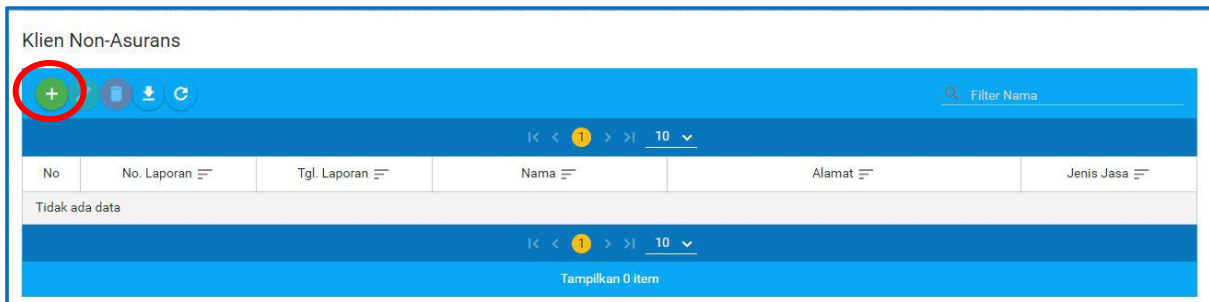 Klien Non-Asurans
Filter Nama
1 10
No No. Laporan Tgl. Laporan Nama Alamat Jenis Jasa
Tidak ada data
1 10
Tampilkan 0 item